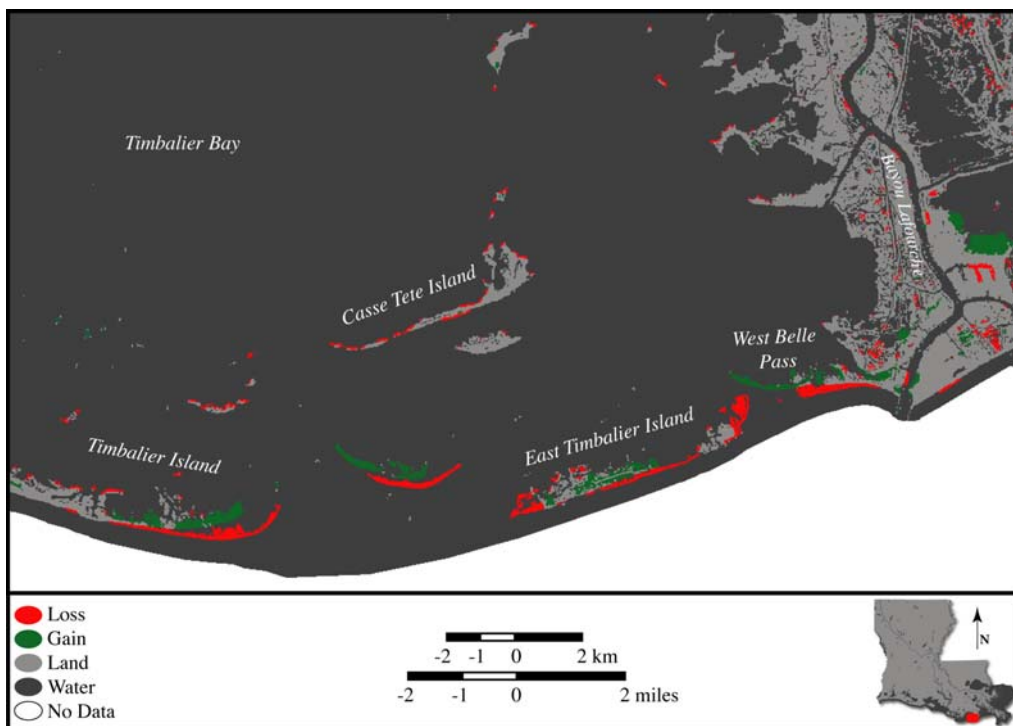 Timbalier Bay
Bayou Lafourche
Casse Tete Island
West Belle
Pass
East Timbalier Island
Timbalier Island
Loss
Gain
Land
Water
No Data
-2 -1 0 2 km
-2 -1 0 2 miles
N